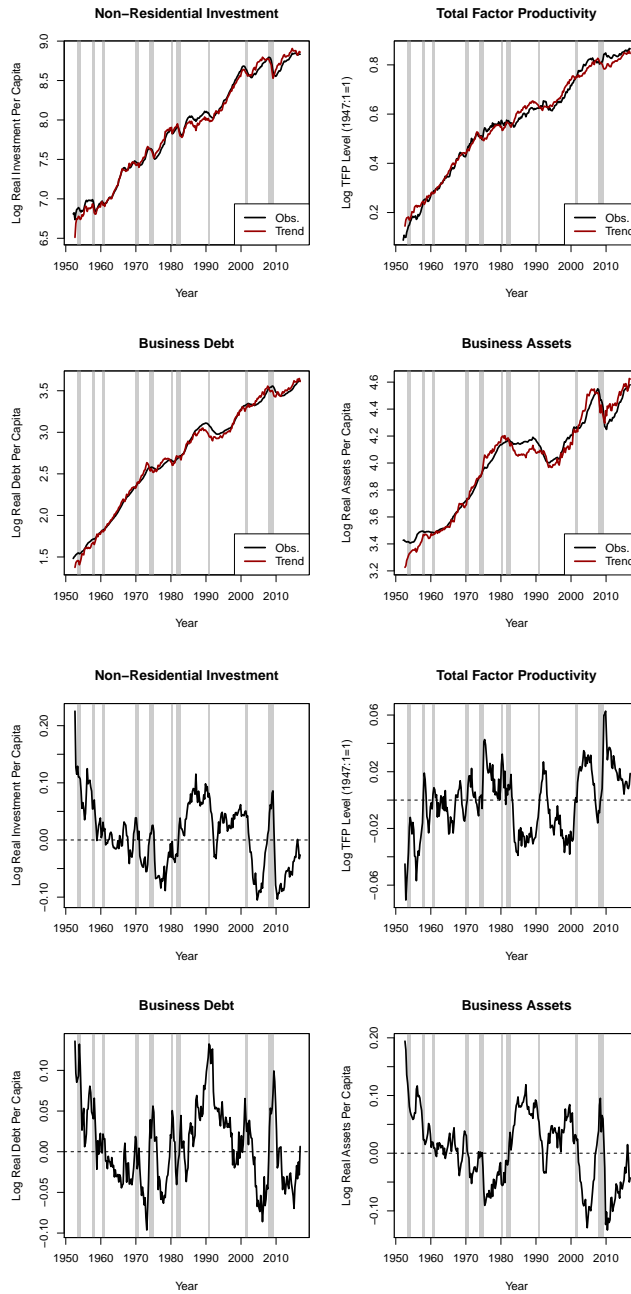 Non−Residential Investment
Log Real Investment Per Capita
9.0
8.5
8.0
7.5
7.0
6.5
Obs.
Trend
1950 1960 1970 1980 1990 2000 2010
Year
Total Factor Productivity
Log TFP Level (1947:1=1)
0.8
0.6
0.4
0.2
Obs.
Trend
1950 1960 1970 1980 1990 2000 2010
Year
Business Debt
Log Real Debt Per Capita
3.5
3.0
2.5
2.0
1.5
Obs.
Trend
1950 1960 1970 1980 1990 2000 2010
Year
Business Assets
Log Real Assets Per Capita
4.6
4.4
4.2
4.0
3.8
3.6
3.4
3.2
Obs.
Trend
1950 1960 1970 1980 1990 2000 2010
Year
Non−Residential Investment
Log Real Investment Per Capita
0.20
0.10
0.00
−0.10
1950 1960 1970 1980 1990 2000 2010
Year
Total Factor Productivity
Log TFP Level (1947:1=1)
0.06
0.02
−0.02
−0.06
1950 1960 1970 1980 1990 2000 2010
Year
Business Debt
Log Real Debt Per Capita
0.10
0.05
0.00
−0.05
−0.10
1950 1960 1970 1980 1990 2000 2010
Year
Business Assets
Log Real Assets Per Capita
0.20
0.10
0.00
−0.10
1950 1960 1970 1980 1990 2000 2010
Year